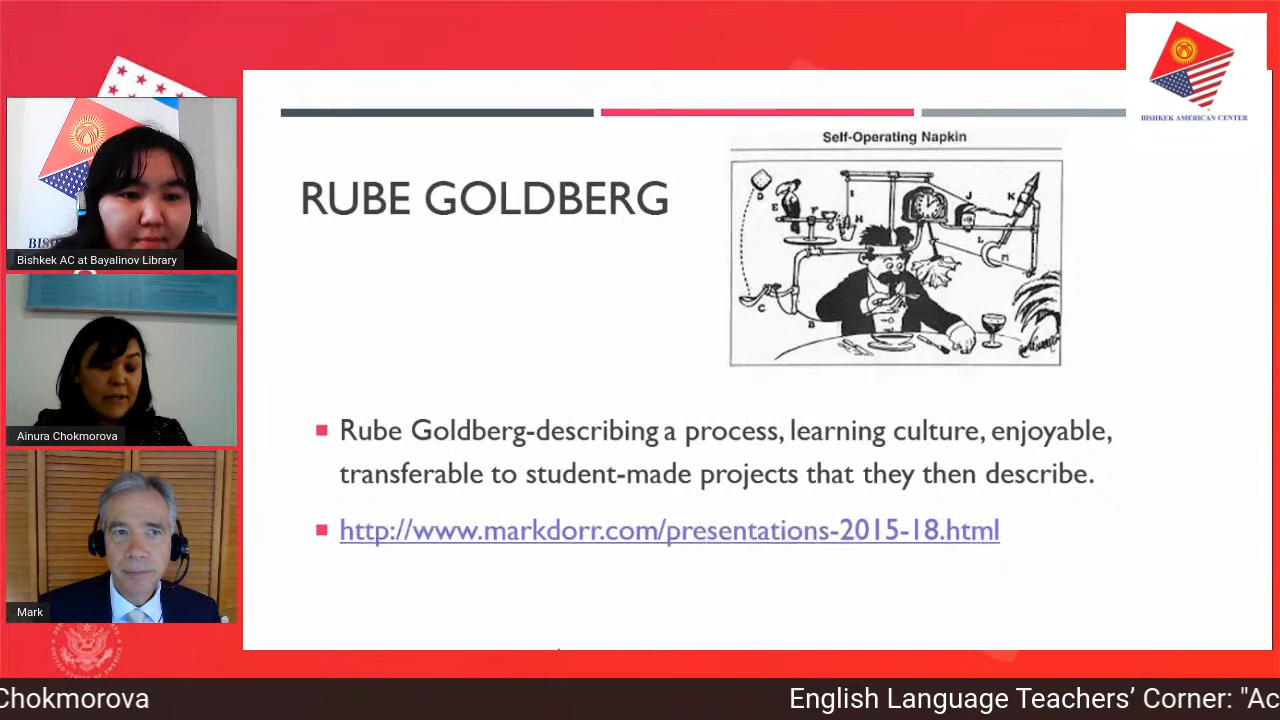 BISHKEK AMERICAN CENTER
Self-Operating Napkin
RUBE GOLDBERG
Rube Goldberg-describing a process, learning culture, enjoyable,
transferable to student-made projects that they then describe.
http://www.markdorr.com/presentations-2015-18.html
Bishkek AC at Bayalinov Library
Ainura Chokmorova
Mark
Chokmorova
English Language Teachers’ Corner: "Ac